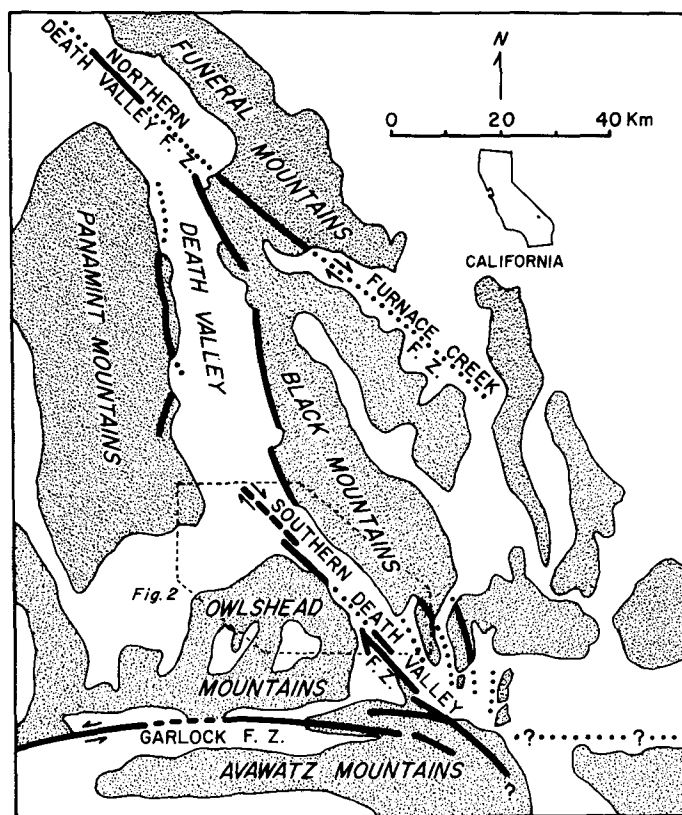 NORTHERN
DEATH VALLEY F. Z.
FUNERAL
MOUNTAINS
N
0 20 40 Km
CALIFORNIA
PANAMINT MOUNTAINS
DEATH VALLEY
FURNACE CREEK
F. Z.
BLACK MOUNTAINS
SOUTHERN DEATH VALLEY
F. Z.
Fig. 2
OWLSHEAD
MOUNTAINS
GARLOCK F. Z.
? ?
AVAWATZ MOUNTAINS
?